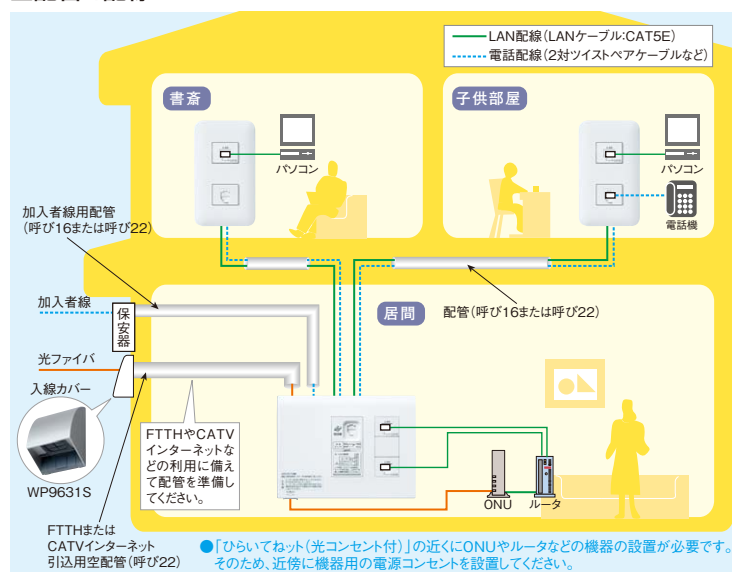 LAN配線(LANケーブル:CAT5E)
電話配線(2対ツイストペアケーブルなど)
書斎
子供部屋
パソコン
パソコン
電話機
加入者線用配管
(呼び16または呼び22)
加入者線
保安器
居間
配管(呼び16または呼び22)
光ファイバ
入線カバー
WP9631S
FTTHやCATV
インターネットな
どの利用に備え
て配管を準備し
てください。
ONU
ルータ
FTTHまたは
CATVインターネット
引込用空配管(呼び22)
●「ひらいてねット(光コンセント付)」の近くにONUやルータなどの機器の設置が必要です。
そのため、近傍に機器用の電源コンセントを設置してください。